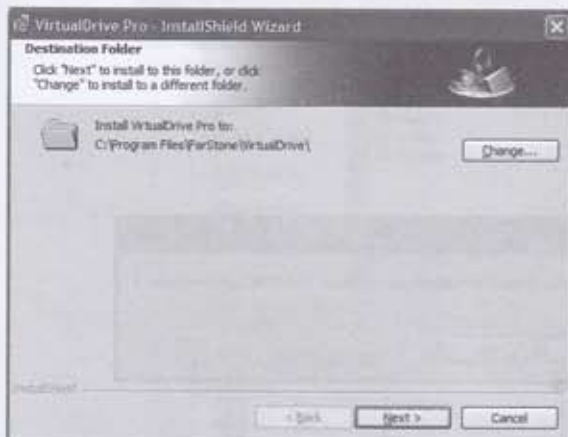 VirtualDrive Pro - InstallShield Wizard
Destination Folder
Click "Next" to install to this folder, or click
"Change" to install to a different folder.
Install VirtualDrive Pro to:
C:\Program Files\FarStone\VirtualDrive\
Change...
InstallShield
< Back
Next >
Cancel